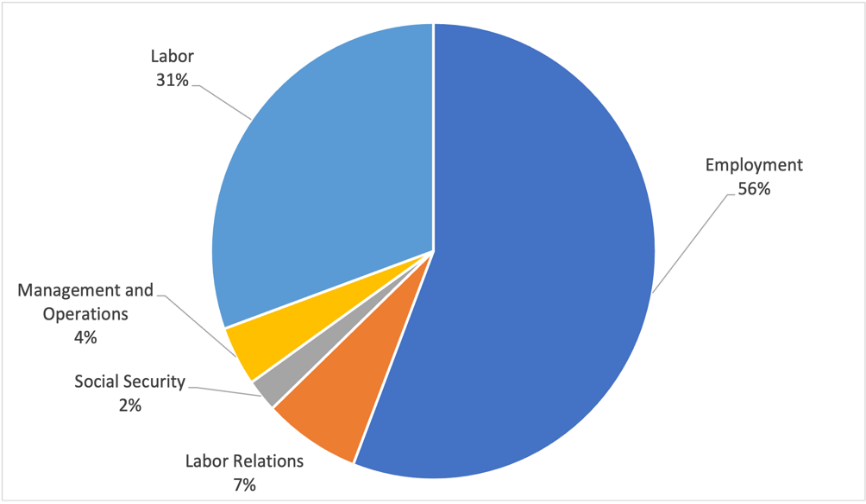 Labor
31%
Employment
56%
Management and
Operations
4%
Social Security
2%
Labor Relations
7%